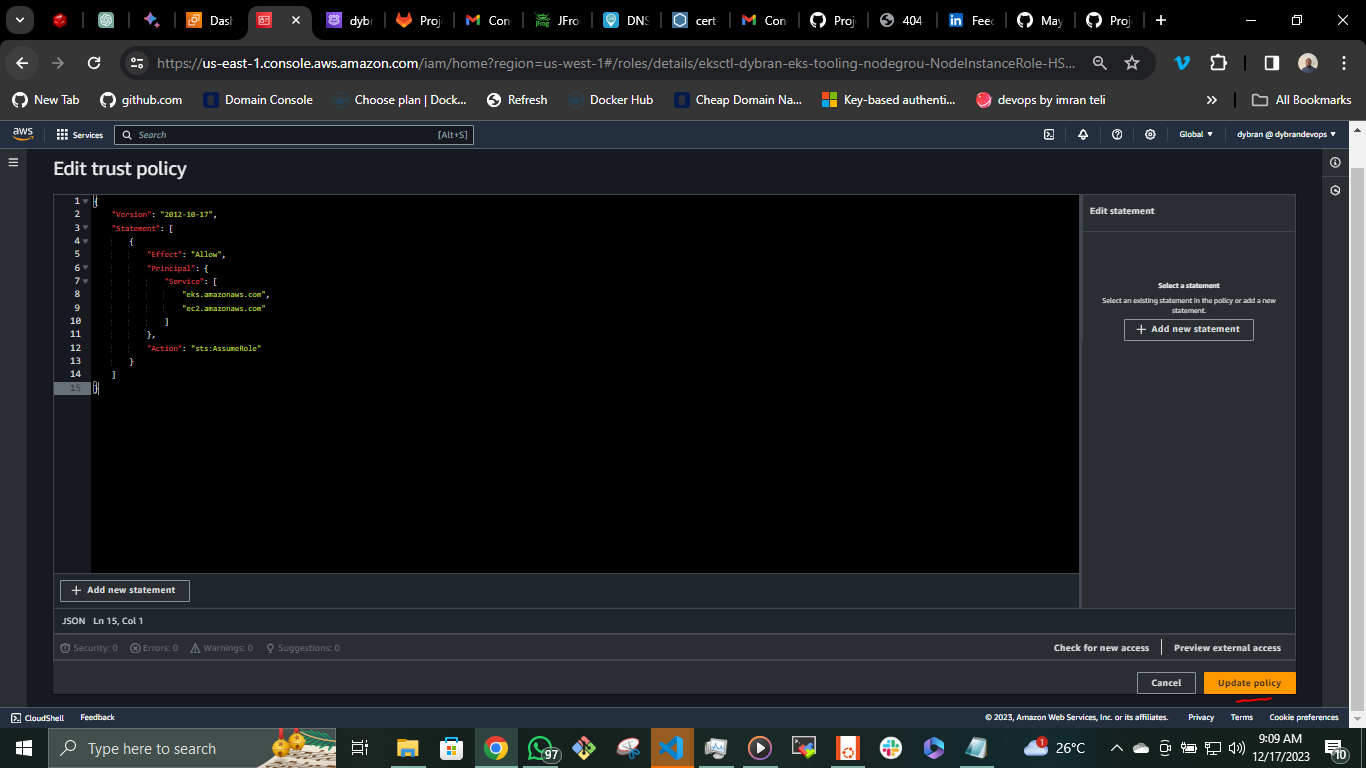 Das
dybr
Proj
Con
JFro
DNS
cert-
Con
Proj
404
Feed
May
Proj
https://us-east-1.console.aws.amazon.com/iam/home?region=us-west-1#/roles/details/eksctl-dybran-eks-tooling-nodegrou-NodeInstanceRole-HS...
New Tab
github.com
Domain Console
Choose plan | Dock...
Refresh
Docker Hub
Cheap Domain Na...
Key-based authenti...
devops by imran teli
»
All Bookmarks
aws
Services
Search
[Alt+S]
Global
dybran @ dybrandevops
Edit trust policy
1 {
2 "Version": "2012-10-17",
3 "Statement": [
4 {
5 "Effect": "Allow",
6 "Principal": {
7 "Service": [
8 "eks.amazonaws.com",
9 "ec2.amazonaws.com"
10 ]
11 },
12 "Action": "sts:AssumeRole"
13 }
14 ]
15 }
Edit statement
Select a statement
Select an existing statement in the policy or add a new
statement.
+ Add new statement
+ Add new statement
JSON Ln 15, Col 1
Security: 0
Errors: 0
Warnings: 0
Suggestions: 0
Check for new access
Preview external access
Cancel
Update policy
CloudShell
Feedback
© 2023, Amazon Web Services, Inc. or its affiliates.
Privacy
Terms
Cookie preferences
Type here to search
97
1
26°C
9:09 AM
12/17/2023
10